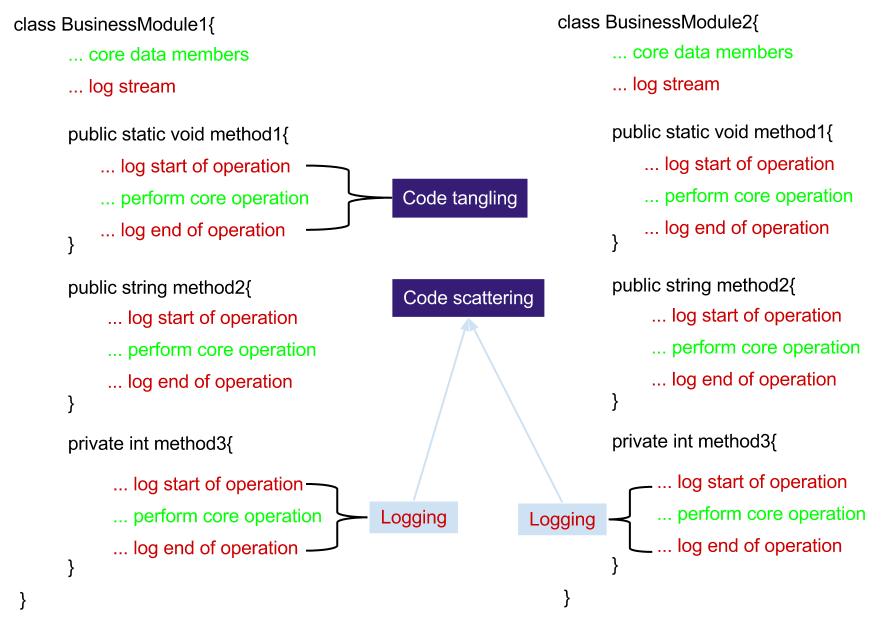 class BusinessModule1{
... core data members
... log stream
public static void method1{
... log start of operation
... perform core operation
... log end of operation
}
public string method2{
... log start of operation
... perform core operation
... log end of operation
}
private int method3{
... log start of operation
... perform core operation
... log end of operation
}
}
Code tangling
Code scattering
Logging
Logging
class BusinessModule2{
... core data members
... log stream
public static void method1{
... log start of operation
... perform core operation
... log end of operation
}
public string method2{
... log start of operation
... perform core operation
... log end of operation
}
private int method3{
... log start of operation
... perform core operation
... log end of operation
}
}